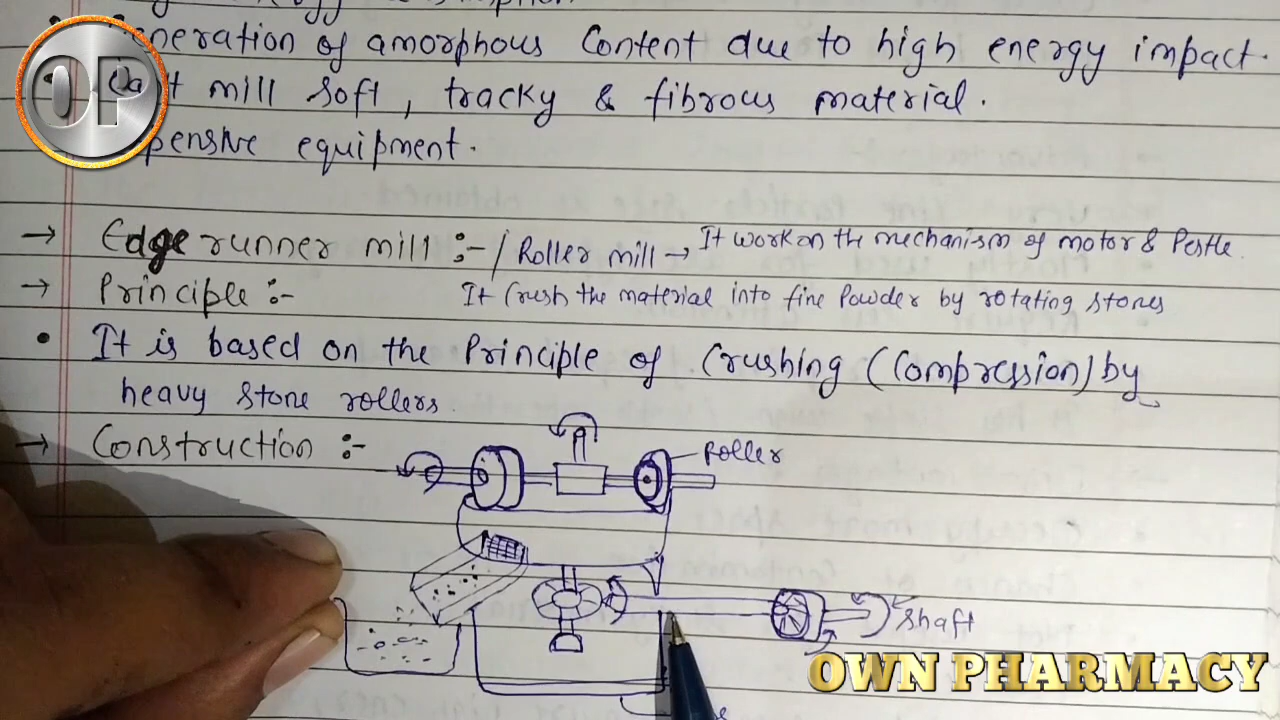 neration of amorphous Content due to high energy impact.
mill soft, tracky & fibrous material.
pensive equipment.
→ Edge runner mill :- / Roller mill → It work on the mechanism of motor & Pestle.
→ Principle :- It Crush the material into fine Powder by rotating stones
• It is based on the Principle of Crushing (Compression) by
heavy stone rollers.
→ Construction :-
Roller
Shaft
OP
OWN PHARMACY